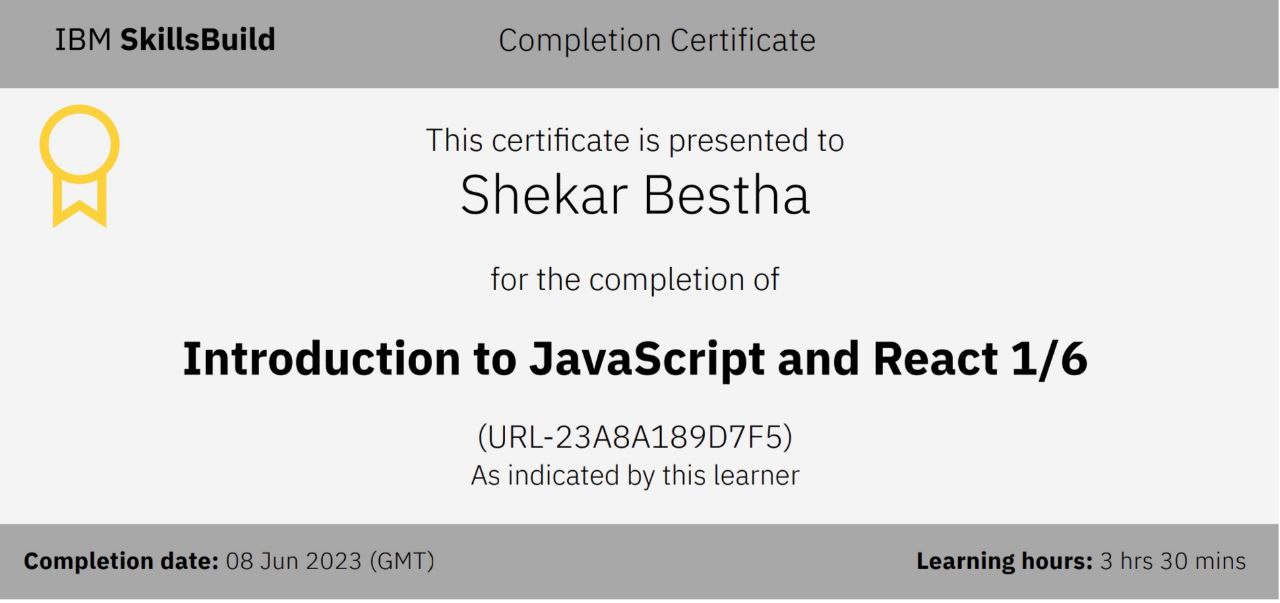 IBM SkillsBuild
Completion Certificate
This certificate is presented to
Shekar Bestha
for the completion of
Introduction to JavaScript and React 1/6
(URL-23A8A189D7F5)
As indicated by this learner
Completion date: 08 Jun 2023 (GMT)
Learning hours: 3 hrs 30 mins